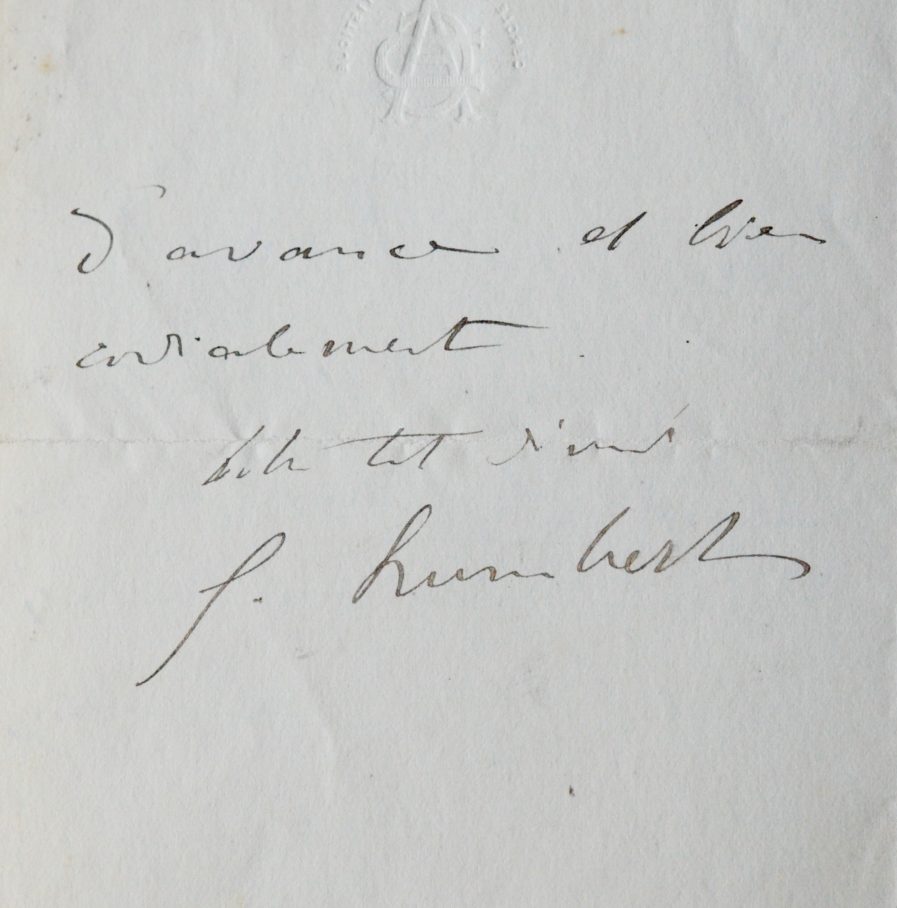 d'avance et bien
cordialement
Votre tout dévoué
J. Humbert